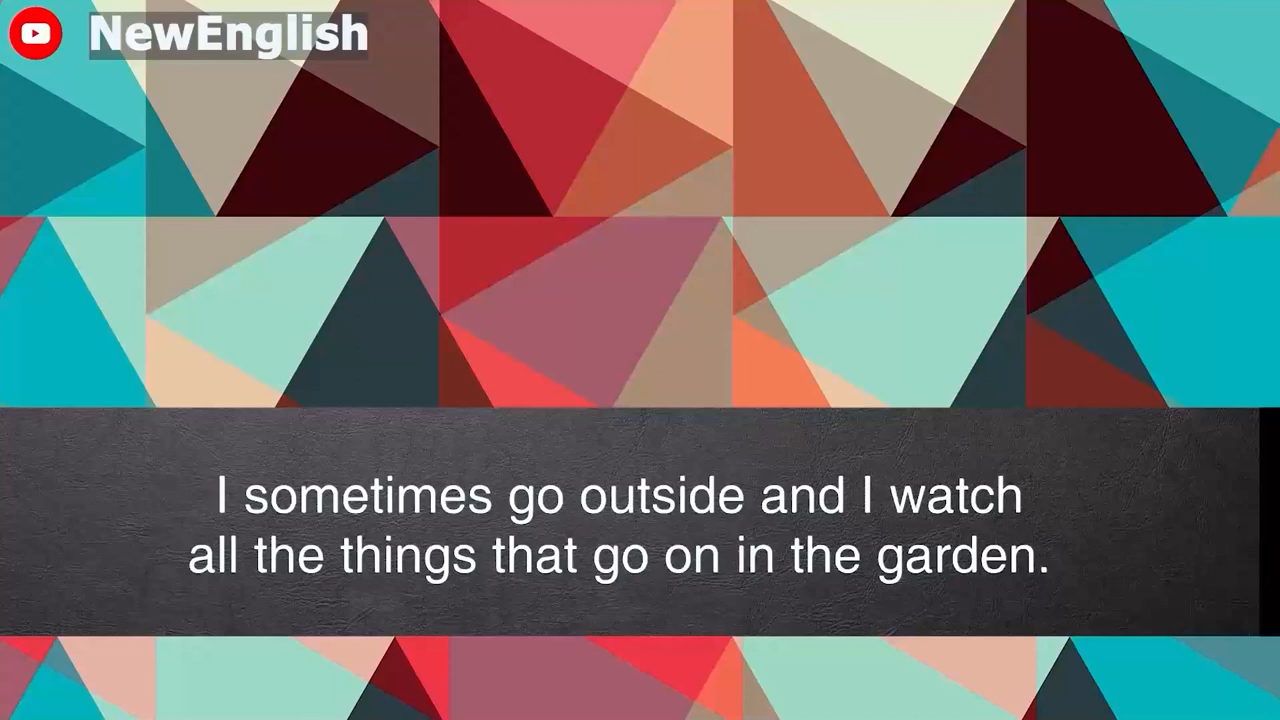 NewEnglish
I sometimes go outside and I watch
all the things that go on in the garden.